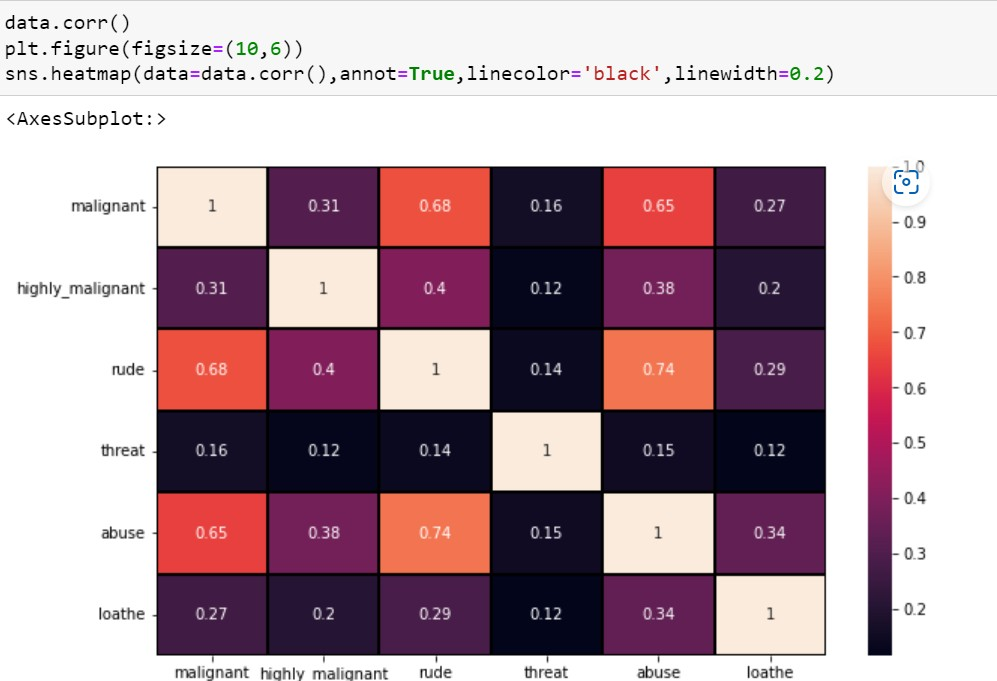 data.corr()
plt.figure(figsize=(10,6))
sns.heatmap(data=data.corr(),annot=True,linecolor='black',linewidth=0.2)
<AxesSubplot:>
1.0
malignant 1 0.31 0.68 0.16 0.65 0.27
0.9
highly_malignant 0.31 1 0.4 0.12 0.38 0.2
0.8
0.7
rude 0.68 0.4 1 0.14 0.74 0.29
0.6
threat 0.16 0.12 0.14 1 0.15 0.12
0.5
0.4
abuse 0.65 0.38 0.74 0.15 1 0.34
0.3
loathe 0.27 0.2 0.29 0.12 0.34 1
0.2
malignant highly_malignant rude threat abuse loathe